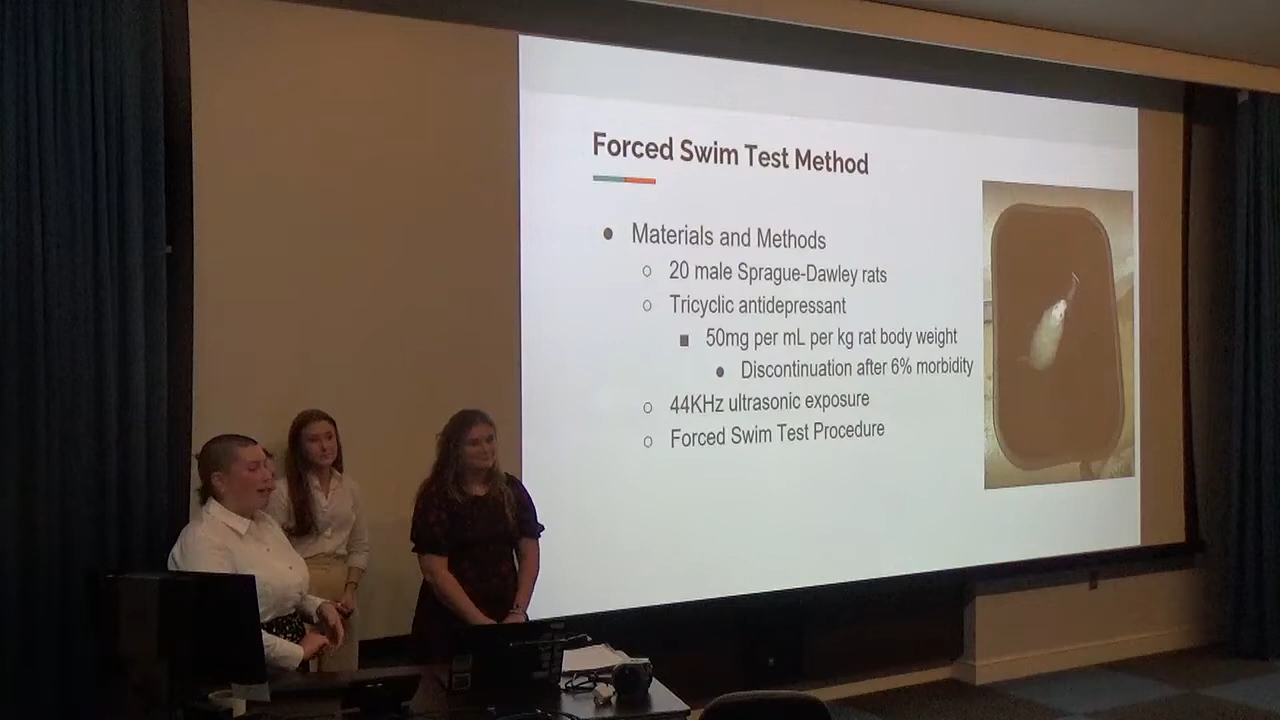 Forced Swim Test Method
● Materials and Methods
○ 20 male Sprague-Dawley rats
○ Tricyclic antidepressant
■ 50mg per mL per kg rat body weight
● Discontinuation after 6% morbidity
○ 44KHz ultrasonic exposure
○ Forced Swim Test Procedure